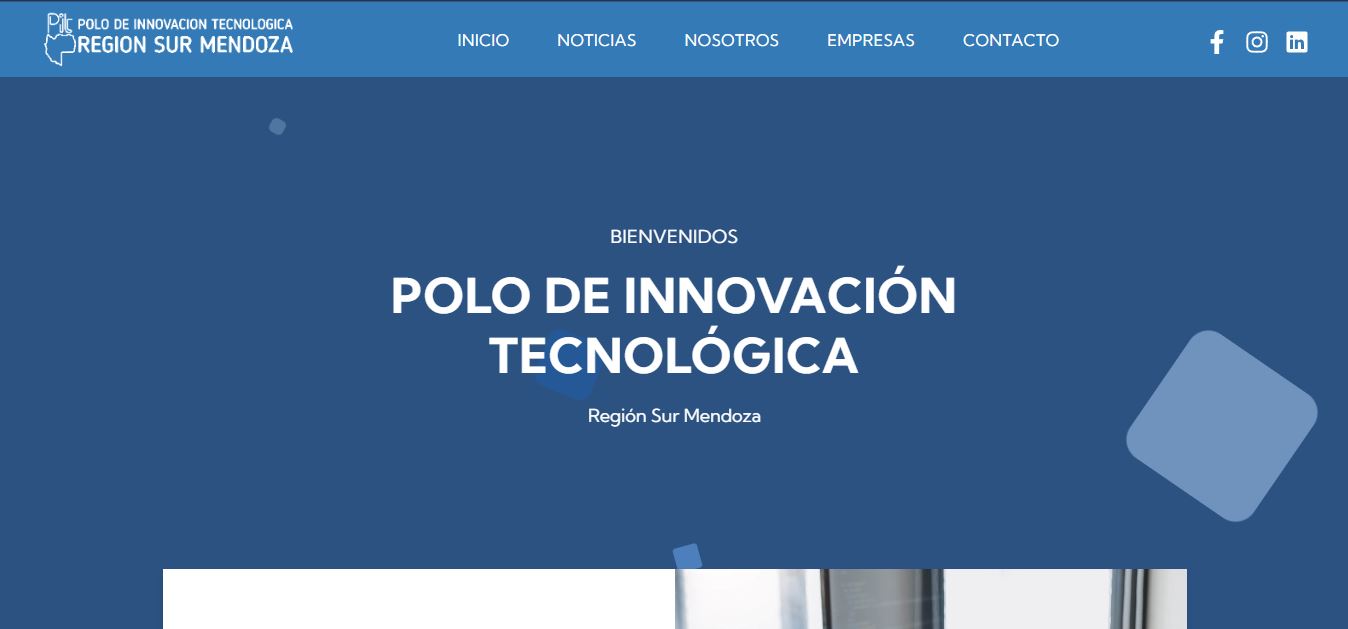 Pit POLO DE INNOVACION TECNOLOGICA
REGION SUR MENDOZA
INICIO NOTICIAS NOSOTROS EMPRESAS CONTACTO
BIENVENIDOS
POLO DE INNOVACIÓN
TECNOLÓGICA
Región Sur Mendoza